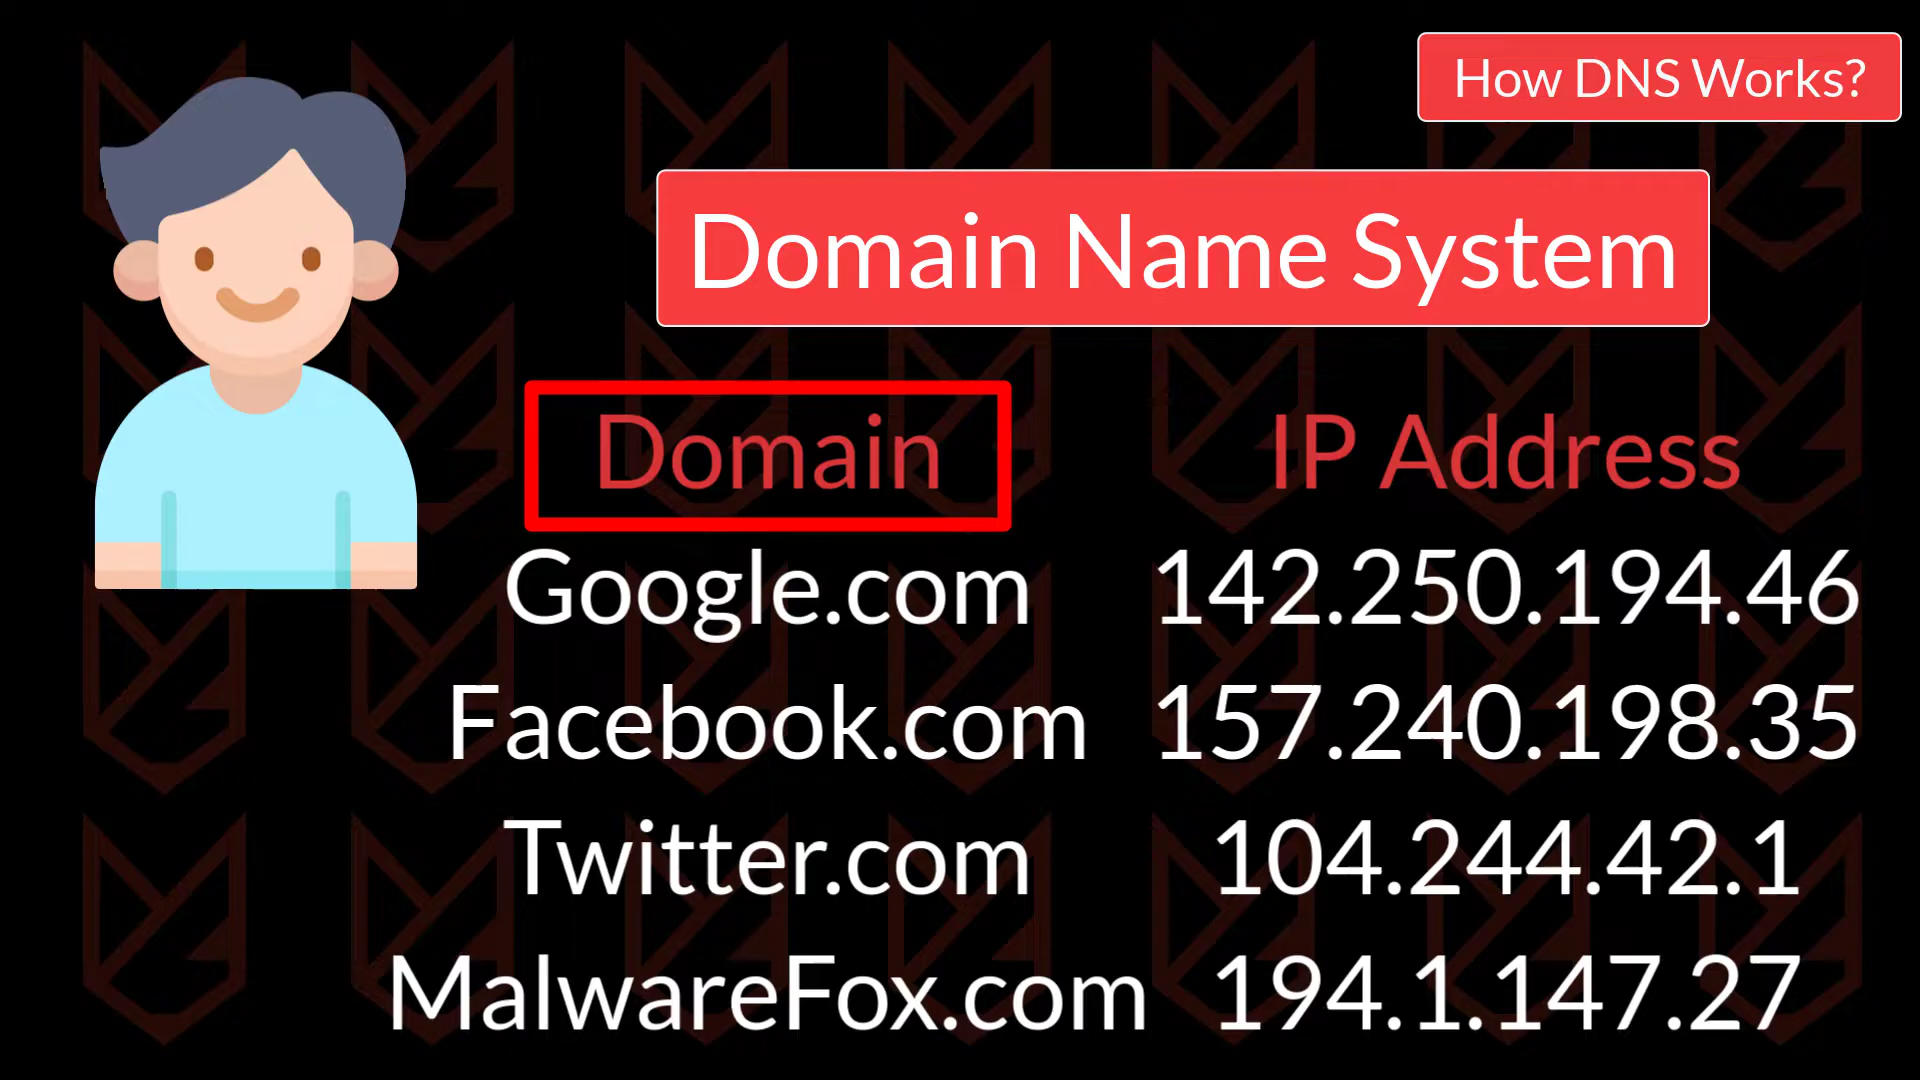 How DNS Works?
Domain Name System
Domain IP Address
Google.com 142.250.194.46
Facebook.com 157.240.198.35
Twitter.com 104.244.42.1
MalwareFox.com 194.1.147.27